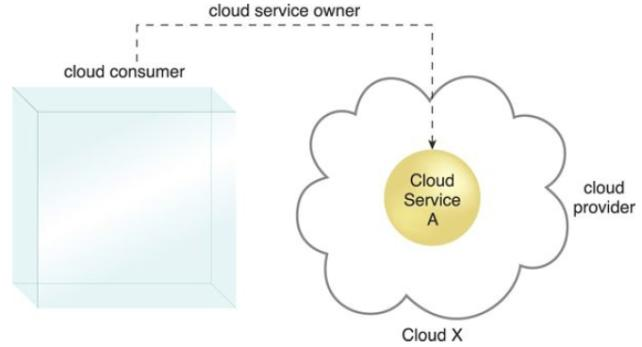 cloud service owner
cloud consumer
Cloud
Service
A
cloud
provider
Cloud X